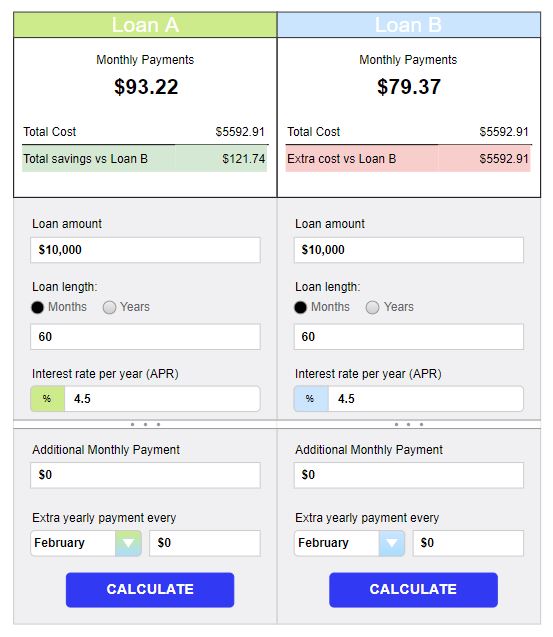 Loan A
Monthly Payments
$93.22
Total Cost $5592.91
Total savings vs Loan B $121.74
Loan amount
$10,000
Loan length:
Months Years
60
Interest rate per year (APR)
% 4.5
Additional Monthly Payment
$0
Extra yearly payment every
February $0
CALCULATE
Loan B
Monthly Payments
$79.37
Total Cost $5592.91
Extra cost vs Loan B $5592.91
Loan amount
$10,000
Loan length:
Months Years
60
Interest rate per year (APR)
% 4.5
Additional Monthly Payment
$0
Extra yearly payment every
February $0
CALCULATE